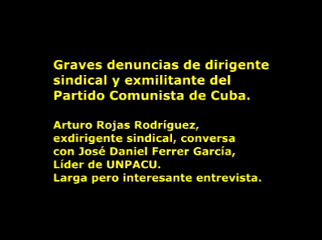 Graves denuncias de dirigente
sindical y exmilitante del
Partido Comunista de Cuba.
Arturo Rojas Rodríguez,
exdirigente sindical, conversa
con José Daniel Ferrer García,
Líder de UNPACU.
Larga pero interesante entrevista.